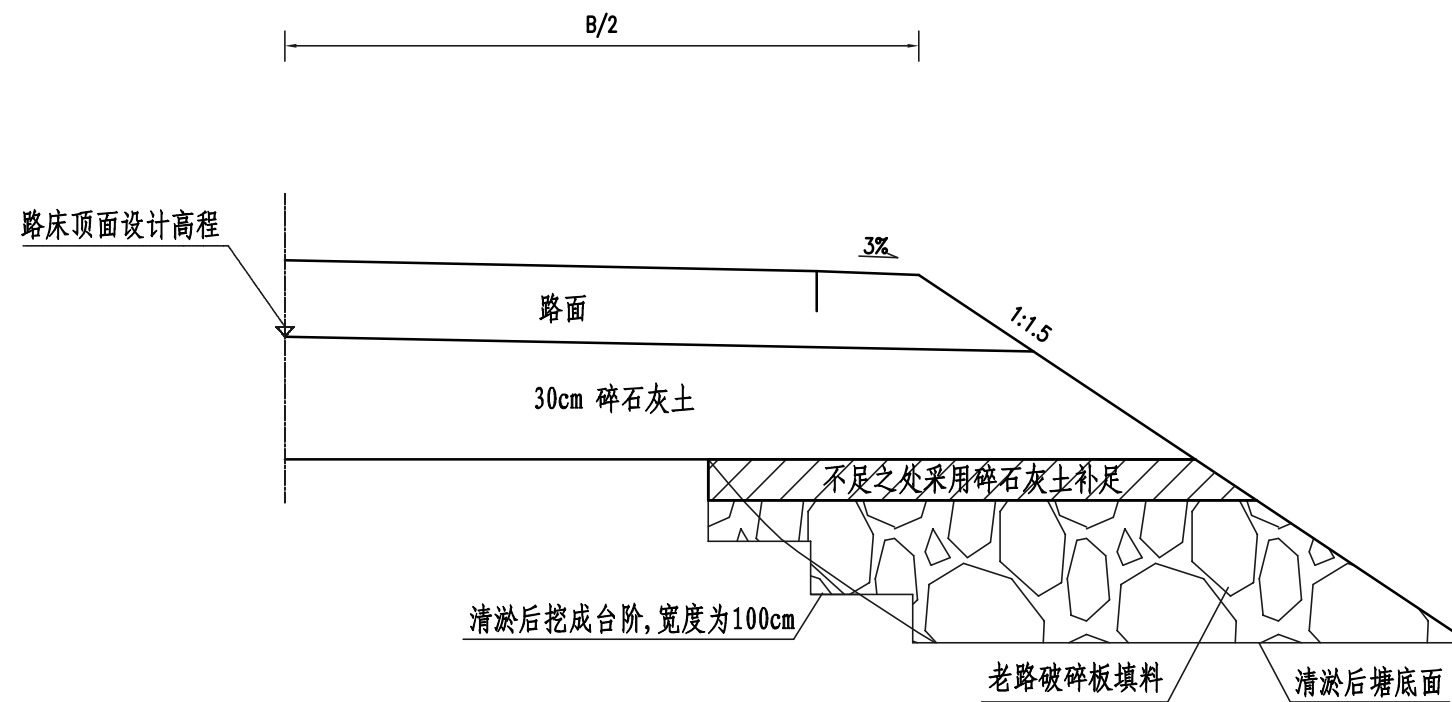 B/2
路床顶面设计高程
3%
路面
1:1.5
30cm 碎石灰土
不足之处采用碎石灰土补足
清淤后挖成台阶,宽度为100cm
老路破碎板填料
清淤后塘底面